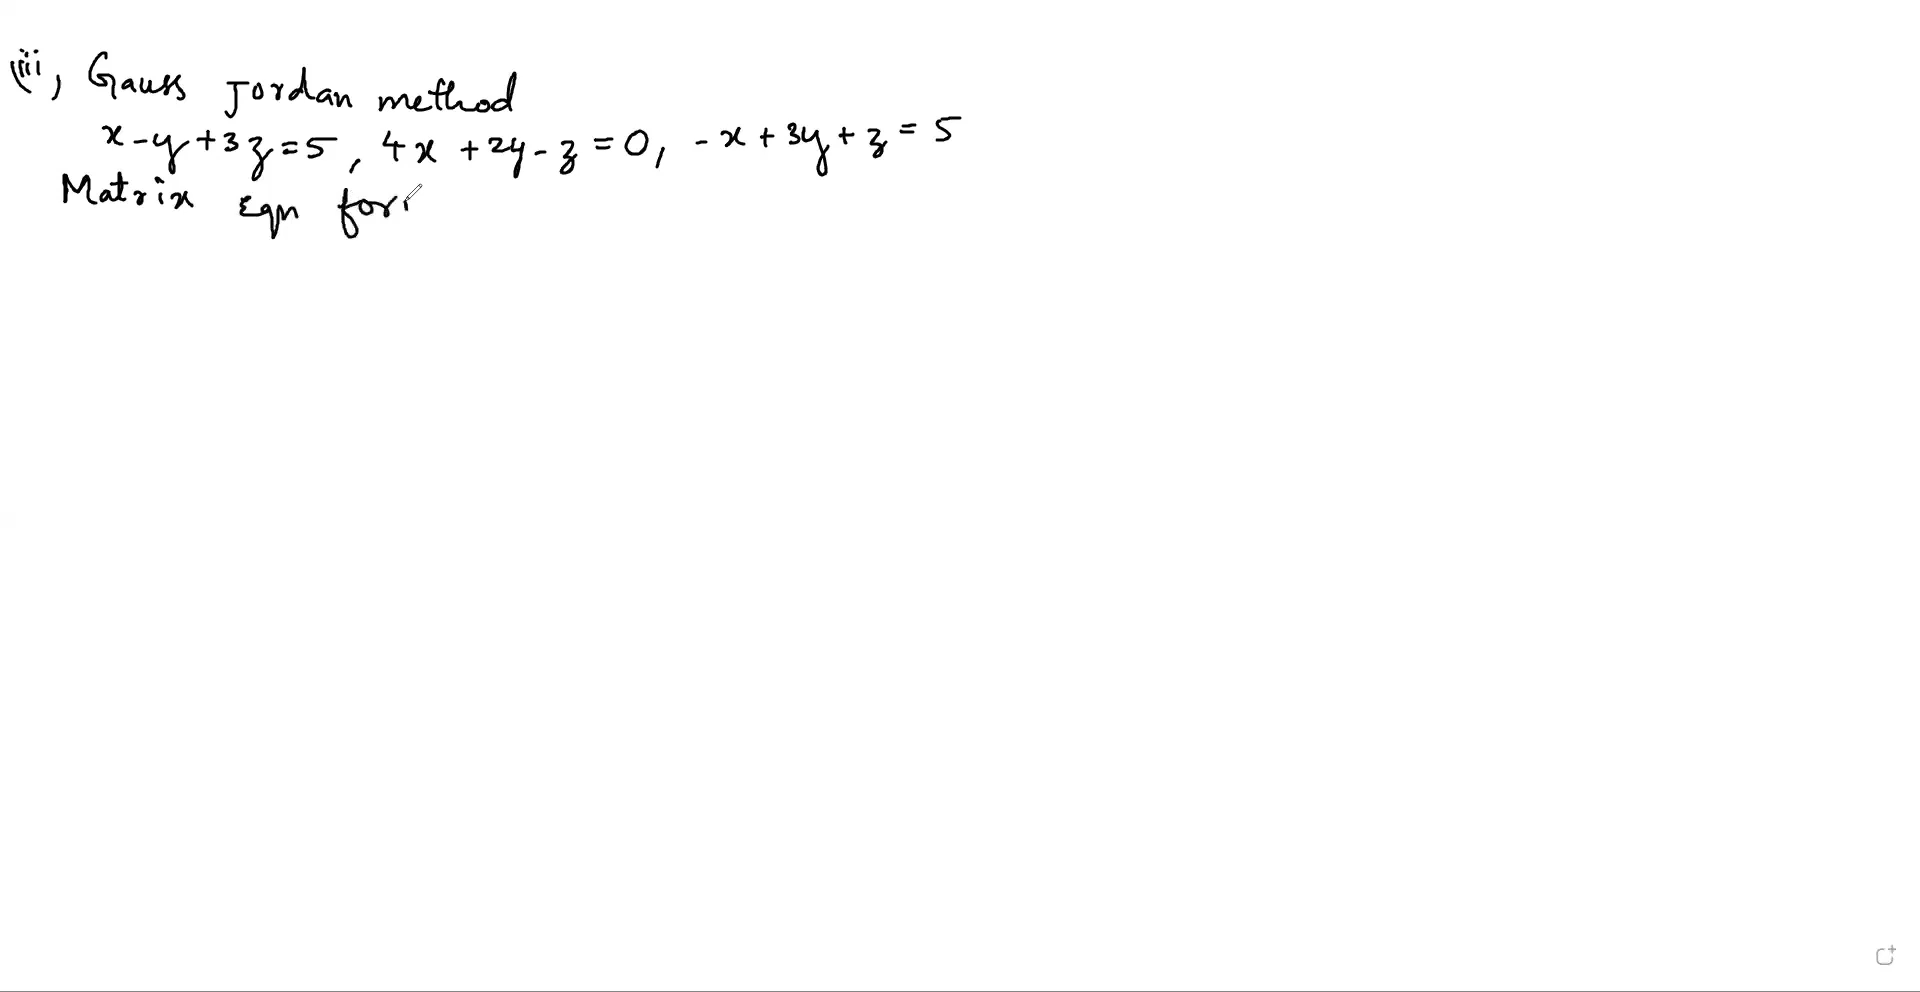 (iii, Gauss Jordan method
x - y + 3z = 5, 4x + 2y - z = 0, - x + 3y + z = 5
Matrix Eqn for